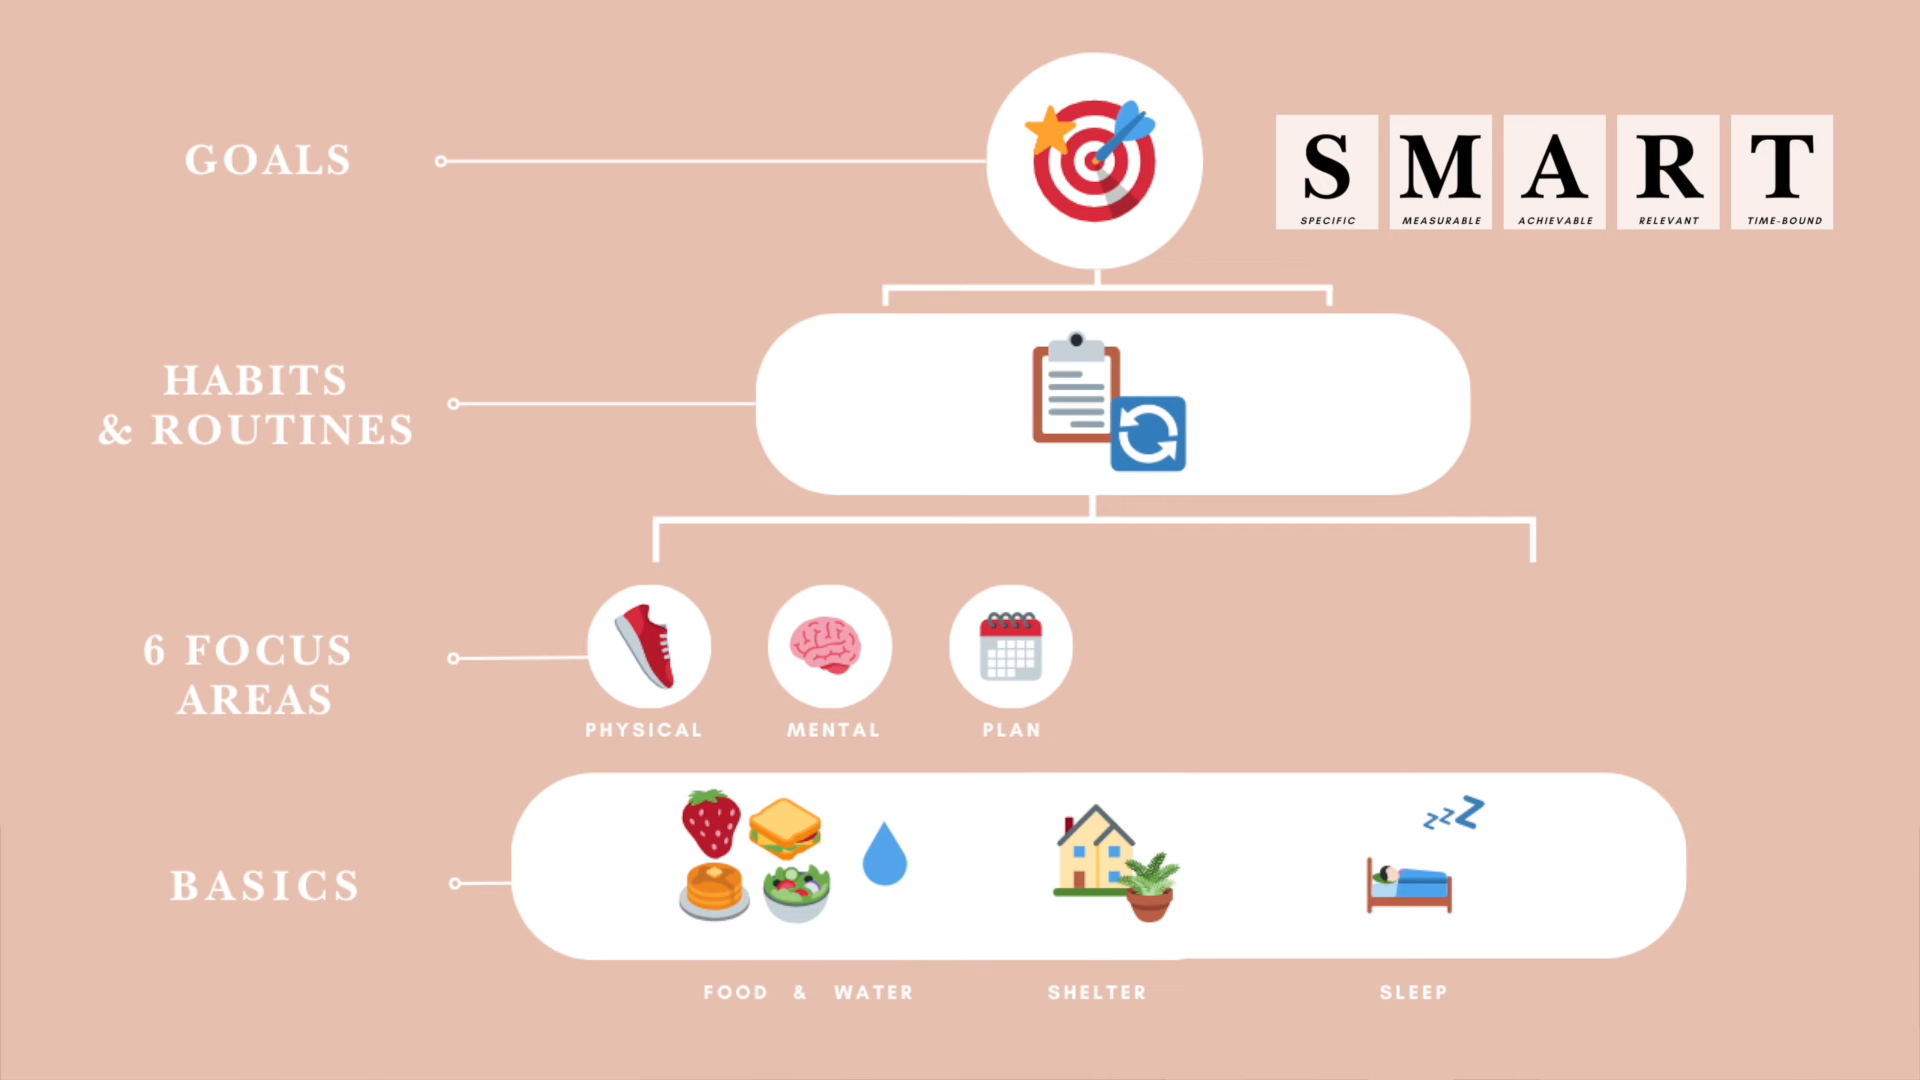 GOALS
S M A R T
SPECIFIC MEASURABLE ACHIEVABLE RELEVANT TIME-BOUND
HABITS
& ROUTINES
6 FOCUS
AREAS
PHYSICAL MENTAL PLAN
BASICS
zzZ
FOOD & WATER SHELTER SLEEP